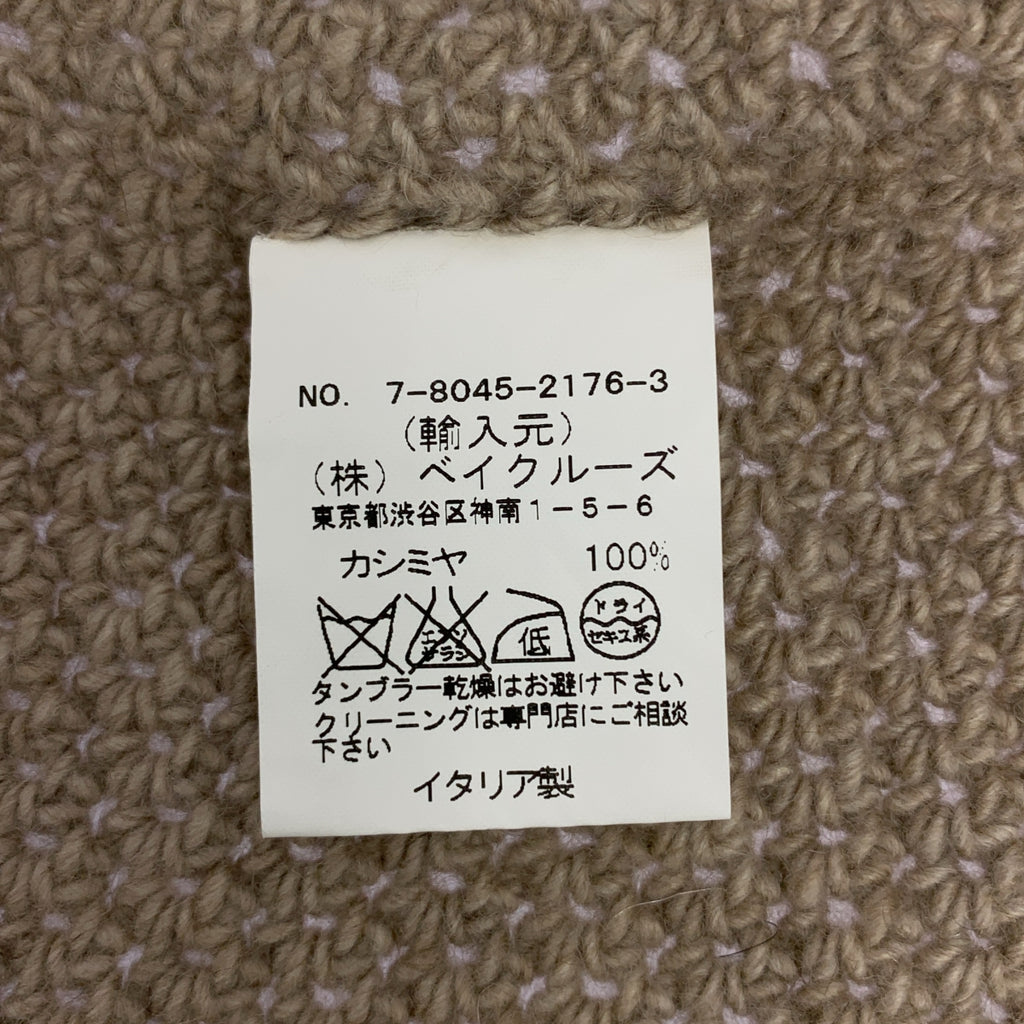 NO. 7-8045-2176-3
(輸入元)
(株) ベイクルーズ
東京都渋谷区神南1-5-6
カシミヤ 100%
エンソ サラシ 低 ドライ セキユ系
タンブラー乾燥はお避け下さい
クリーニングは専門店にご相談
下さい
イタリア製